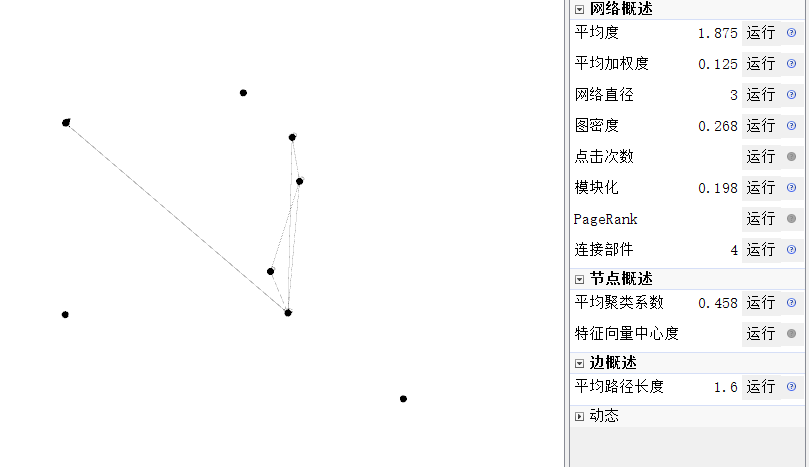 网络概述
平均度 1.875 运行
平均加权度 0.125 运行
网络直径 3 运行
图密度 0.268 运行
点击次数 运行
模块化 0.198 运行
PageRank 运行
连接部件 4 运行
节点概述
平均聚类系数 0.458 运行
特征向量中心度 运行
边概述
平均路径长度 1.6 运行
动态